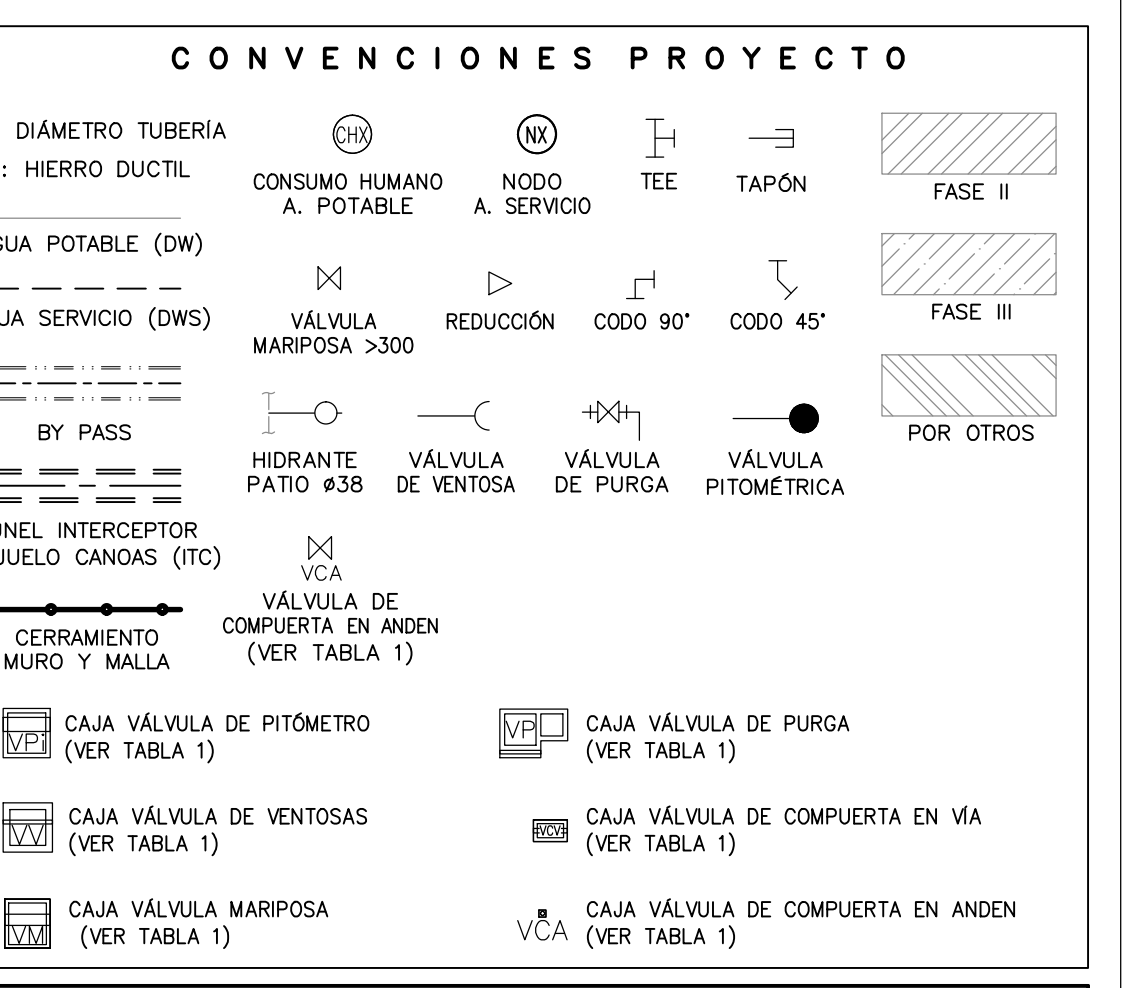 CONVENCIONES PROYECTO
DIÁMETRO TUBERÍA
: HIERRO DUCTIL
GUA POTABLE (DW)
UA SERVICIO (DWS)
BY PASS
NEL INTERCEPTOR
JUELO CANOAS (ITC)
CERRAMIENTO
MURO Y MALLA
CHX
CONSUMO HUMANO
A. POTABLE
NX
NODO
A. SERVICIO
TEE
TAPÓN
VÁLVULA
MARIPOSA >300
REDUCCIÓN
CODO 90°
CODO 45°
HIDRANTE
PATIO ø38
VÁLVULA
DE VENTOSA
VÁLVULA
DE PURGA
VÁLVULA
PITOMÉTRICA
VCA
VÁLVULA DE
COMPUERTA EN ANDEN
(VER TABLA 1)
FASE II
FASE III
POR OTROS
VPi
CAJA VÁLVULA DE PITÓMETRO
(VER TABLA 1)
VV
CAJA VÁLVULA DE VENTOSAS
(VER TABLA 1)
VM
CAJA VÁLVULA MARIPOSA
(VER TABLA 1)
VP
CAJA VÁLVULA DE PURGA
(VER TABLA 1)
VCV
CAJA VÁLVULA DE COMPUERTA EN VÍA
(VER TABLA 1)
VCA
CAJA VÁLVULA DE COMPUERTA EN ANDEN
(VER TABLA 1)